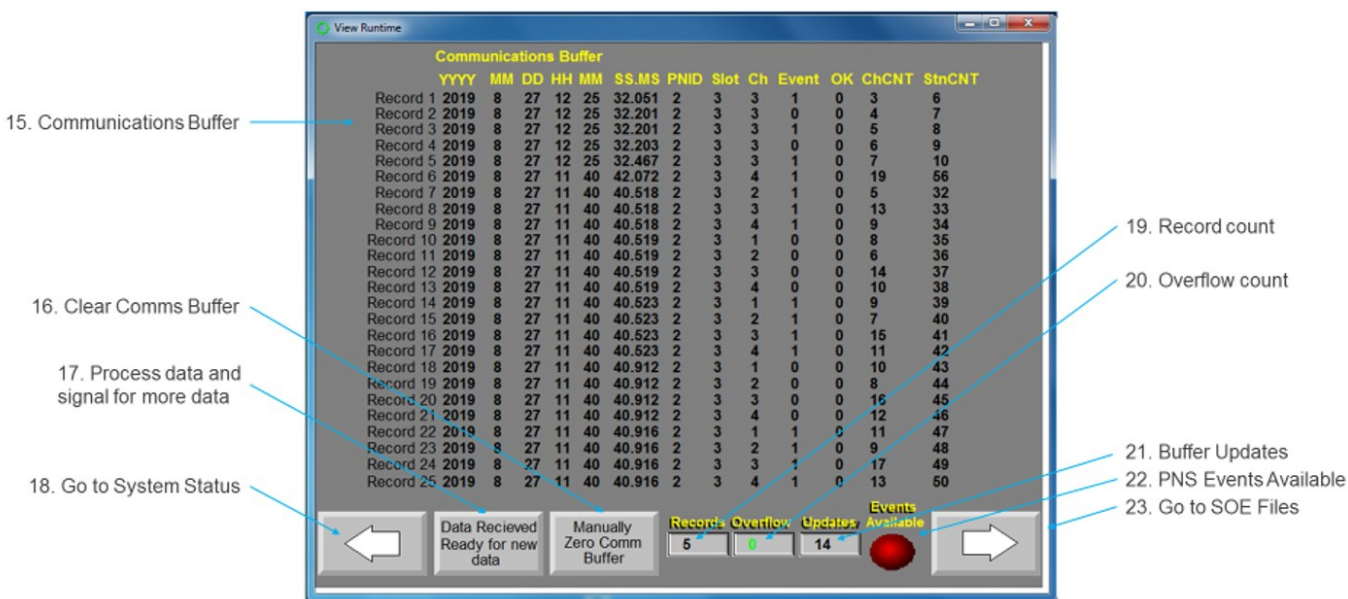 View Runtime
Communications Buffer
YYYY MM DD HH MM SS.MS PNID Slot Ch Event OK ChCNT StnCNT
Record 1 2019 8 27 12 25 32.051 2 3 3 1 0 3 6
Record 2 2019 8 27 12 25 32.201 2 3 3 0 0 4 7
Record 3 2019 8 27 12 25 32.201 2 3 3 1 0 5 8
Record 4 2019 8 27 12 25 32.203 2 3 3 0 0 6 9
Record 5 2019 8 27 12 25 32.467 2 3 3 1 0 7 10
Record 6 2019 8 27 11 40 42.072 2 3 4 1 0 19 56
Record 7 2019 8 27 11 40 40.518 2 3 2 1 0 5 32
Record 8 2019 8 27 11 40 40.518 2 3 3 1 0 13 33
Record 9 2019 8 27 11 40 40.518 2 3 4 1 0 9 34
Record 10 2019 8 27 11 40 40.519 2 3 1 0 0 8 35
Record 11 2019 8 27 11 40 40.519 2 3 2 0 0 6 36
Record 12 2019 8 27 11 40 40.519 2 3 3 0 0 14 37
Record 13 2019 8 27 11 40 40.519 2 3 4 0 0 10 38
Record 14 2019 8 27 11 40 40.523 2 3 1 1 0 9 39
Record 15 2019 8 27 11 40 40.523 2 3 2 1 0 7 40
Record 16 2019 8 27 11 40 40.523 2 3 3 1 0 15 41
Record 17 2019 8 27 11 40 40.523 2 3 4 1 0 11 42
Record 18 2019 8 27 11 40 40.912 2 3 1 0 0 10 43
Record 19 2019 8 27 11 40 40.912 2 3 2 0 0 8 44
Record 20 2019 8 27 11 40 40.912 2 3 3 0 0 16 45
Record 21 2019 8 27 11 40 40.912 2 3 4 0 0 12 46
Record 22 2019 8 27 11 40 40.916 2 3 1 1 0 11 47
Record 23 2019 8 27 11 40 40.916 2 3 2 1 0 9 48
Record 24 2019 8 27 11 40 40.916 2 3 3 1 0 17 49
Record 25 2019 8 27 11 40 40.916 2 3 4 1 0 13 50
Data Recieved
Ready for new
data
Manually
Zero Comm
Buffer
Records Overflow Updates
Events
Available
5 0 14
15. Communications Buffer
16. Clear Comms Buffer
17. Process data and
signal for more data
18. Go to System Status
19. Record count
20. Overflow count
21. Buffer Updates
22. PNS Events Available
23. Go to SOE Files